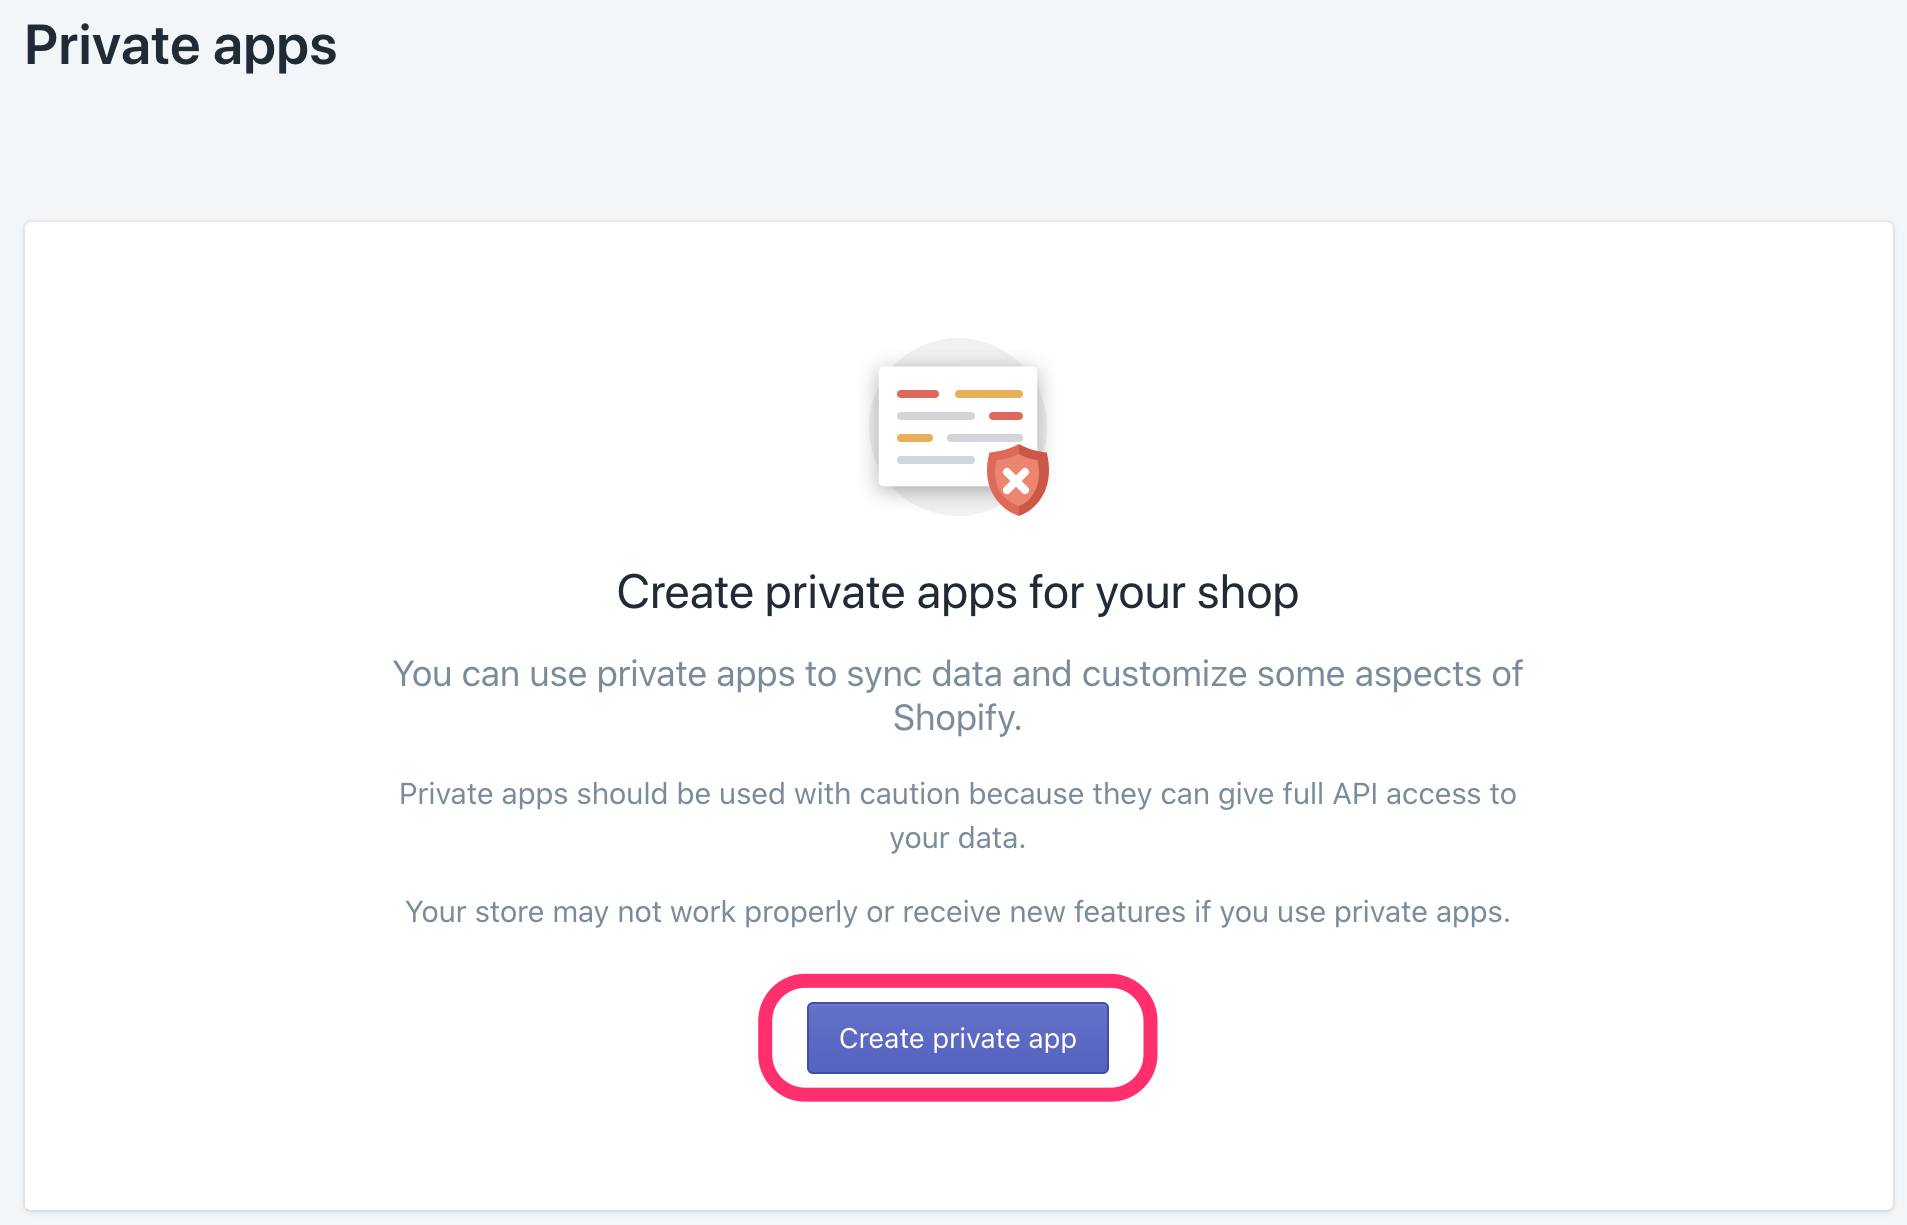 Private apps
Create private apps for your shop
You can use private apps to sync data and customize some aspects of
Shopify.
Private apps should be used with caution because they can give full API access to
your data.
Your store may not work properly or receive new features if you use private apps.
Create private app